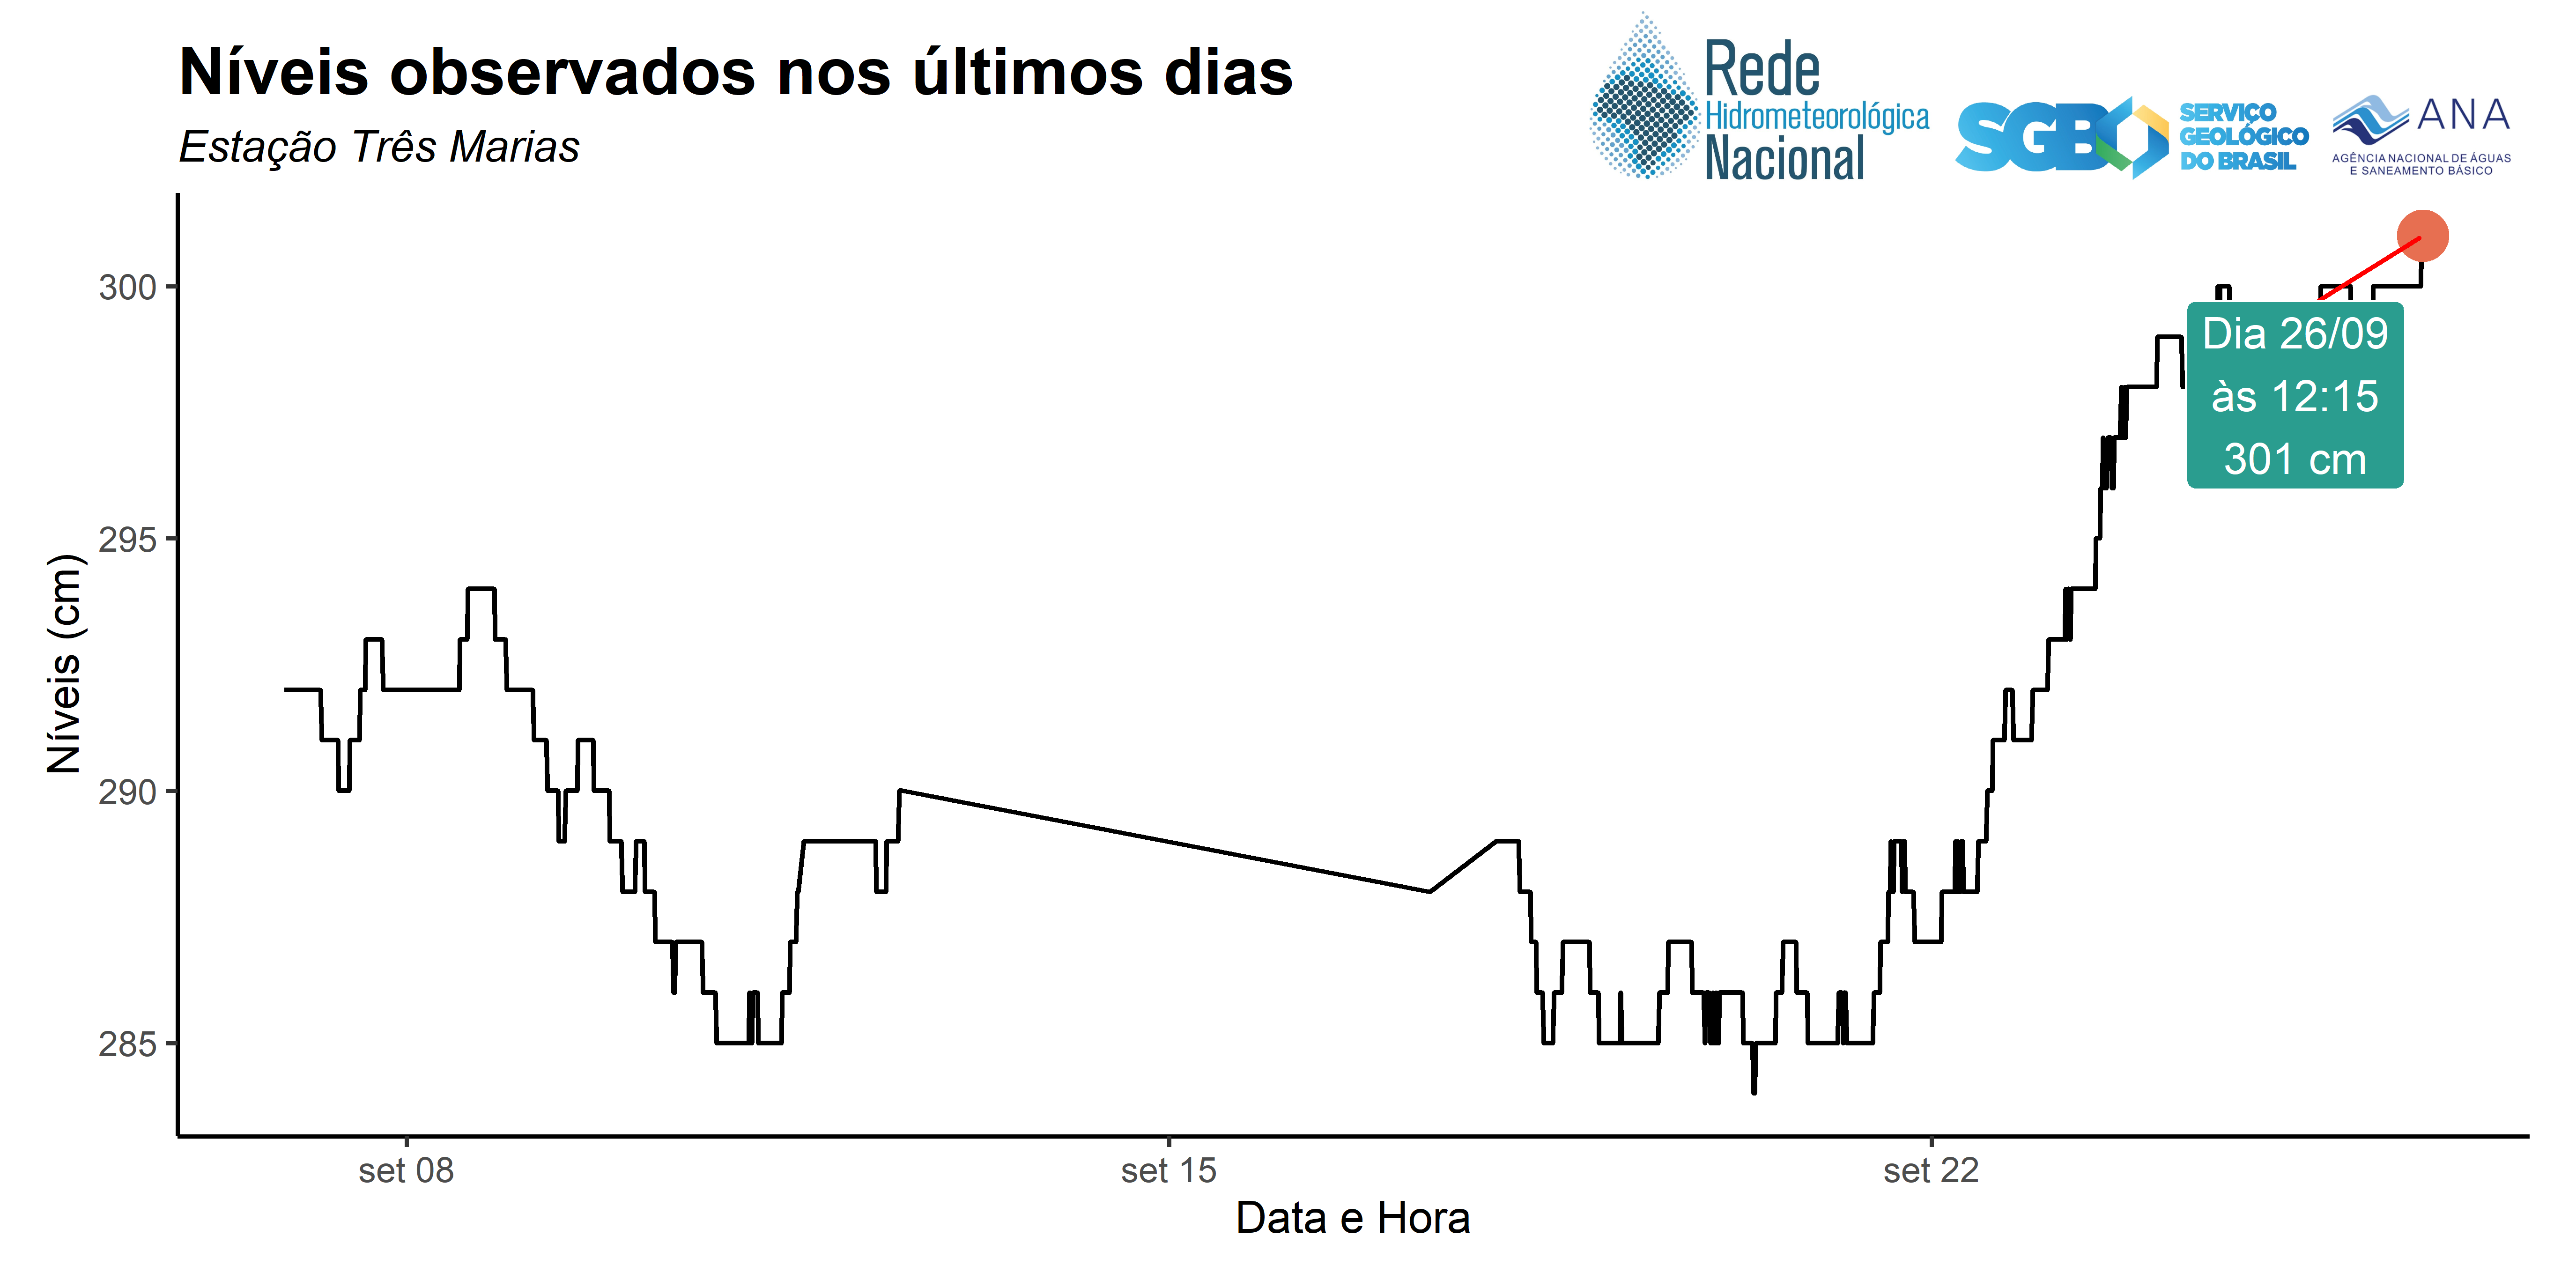 Níveis observados nos últimos dias
Estação Três Marias
Rede
Hidrometeorológica
Nacional
SGB
SERVIÇO
GEOLÓGICO
DO BRASIL
ANA
AGÊNCIA NACIONAL DE ÁGUAS
E SANEAMENTO BÁSICO
Níveis (cm)
300
295
290
285
Dia 26/09
às 12:15
301 cm
set 08
set 15
set 22
Data e Hora